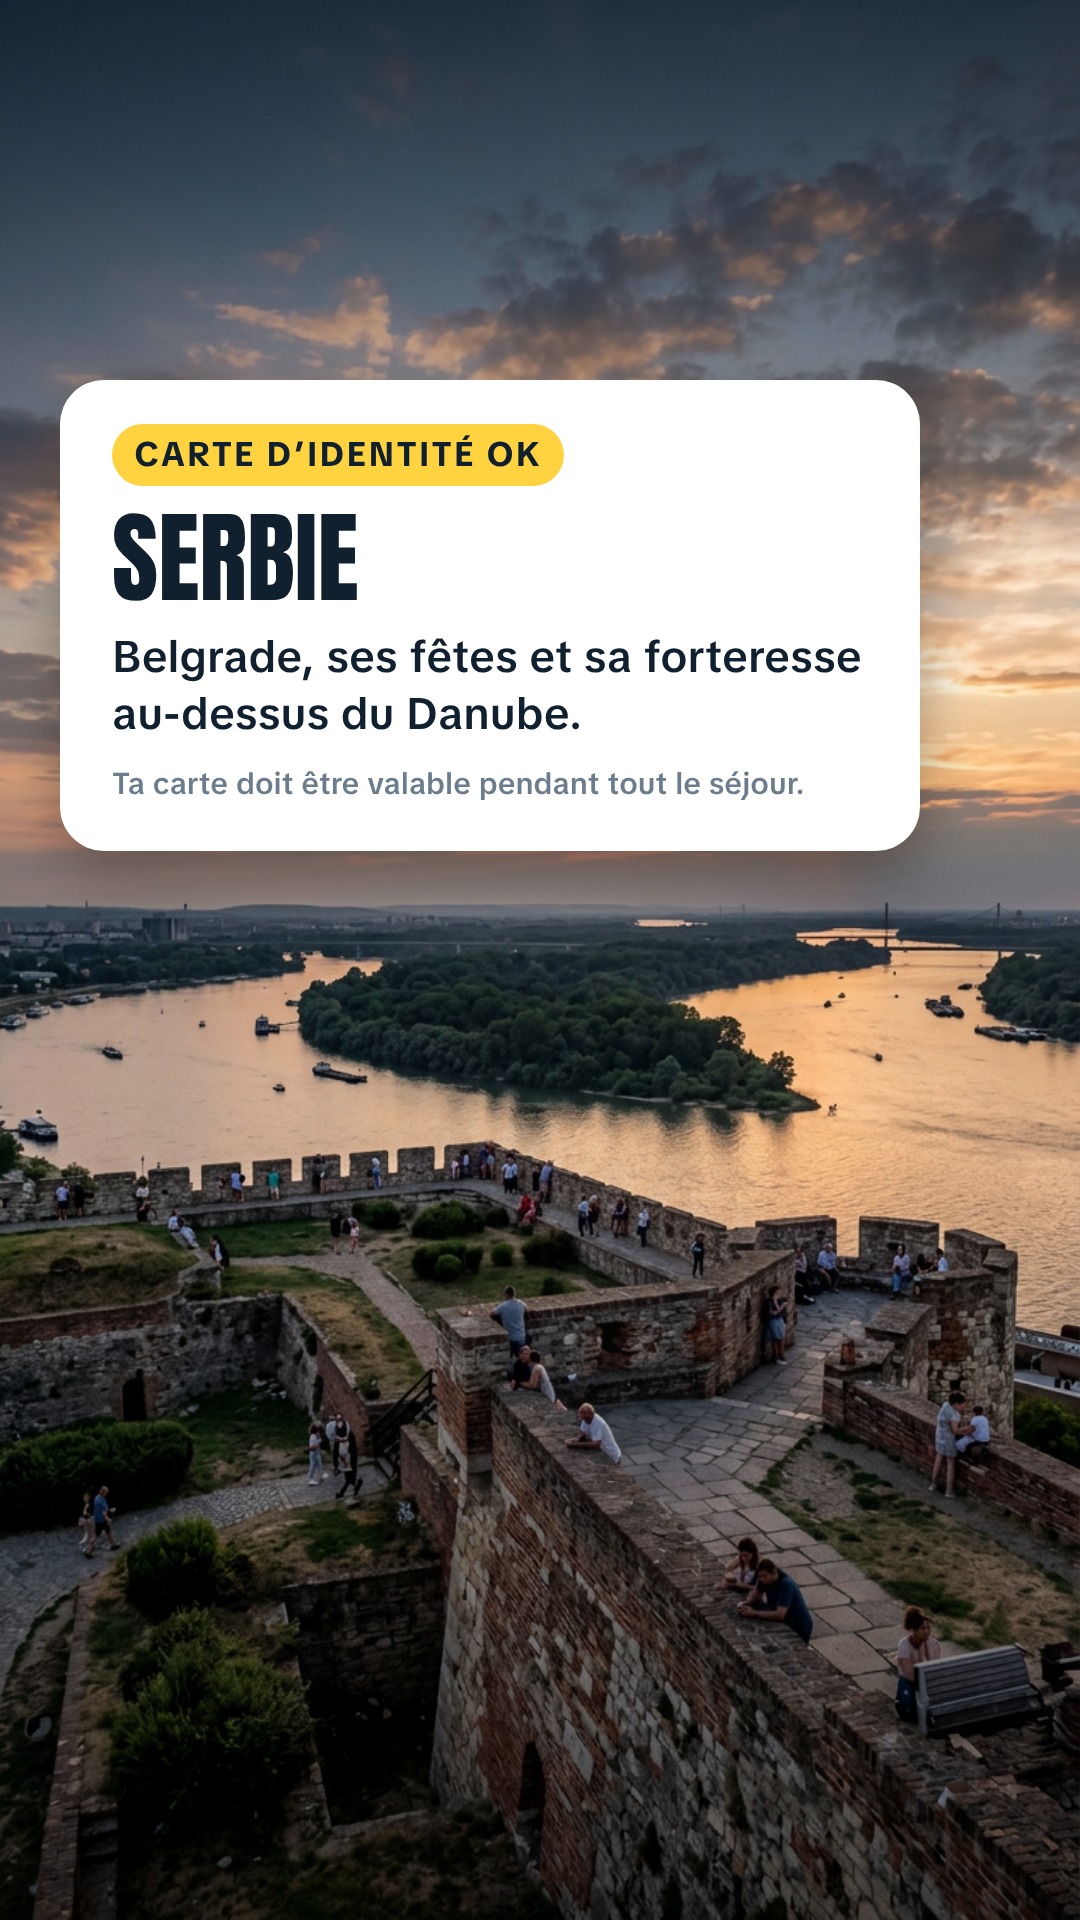 CARTE D’IDENTITÉ OK
SERBIE
Belgrade, ses fêtes et sa forteresse
au-dessus du Danube.
Ta carte doit être valable pendant tout le séjour.